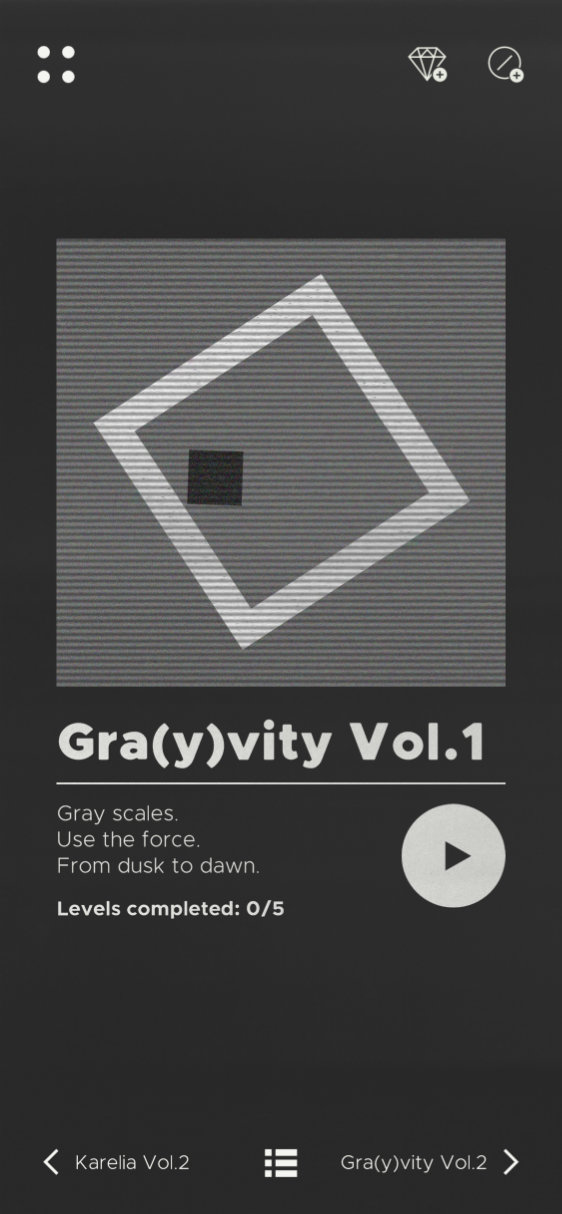 Gra(y)vity Vol.1
Gray scales.
Use the force.
From dusk to dawn.
Levels completed: 0/5
Karelia Vol.2
Gra(y)vity Vol.2